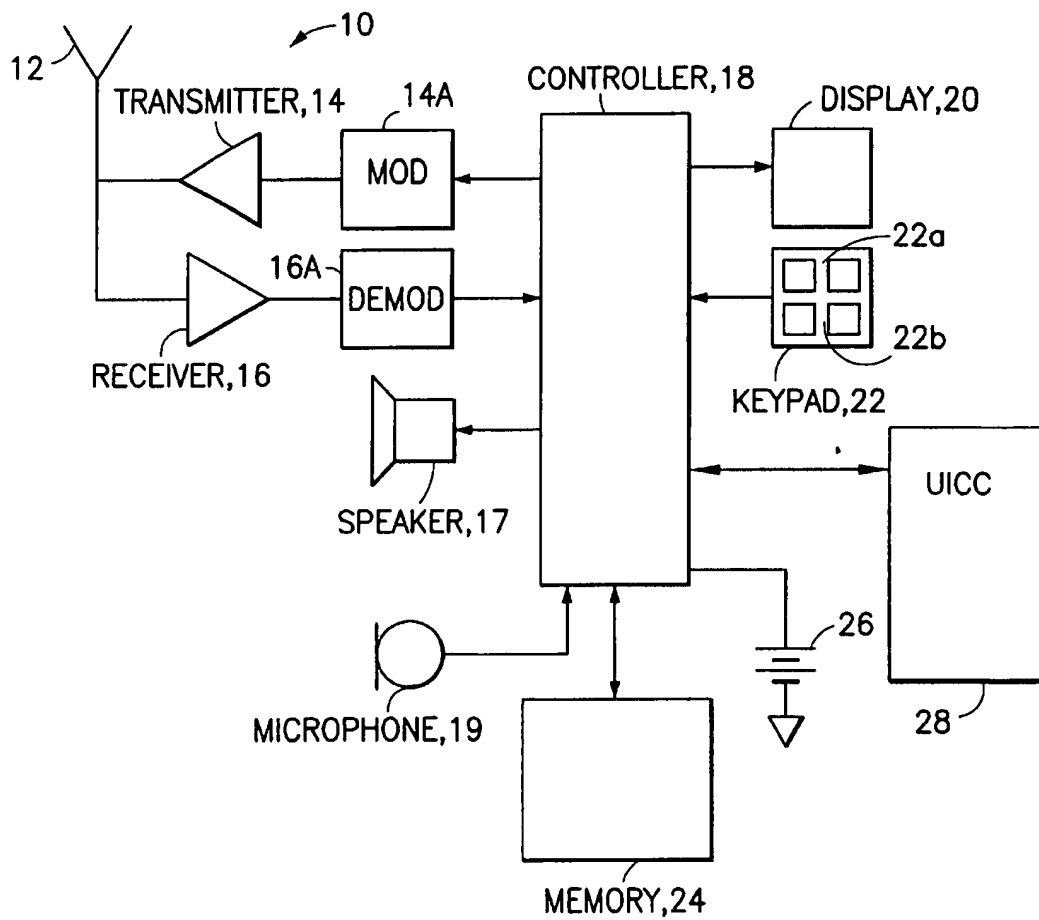 10
12
CONTROLLER,18
DISPLAY,20
TRANSMITTER,14
14A
MOD
22a
16A
DEMOD
22b
RECEIVER,16
KEYPAD,22
UICC
SPEAKER,17
26
MICROPHONE,19
28
MEMORY,24